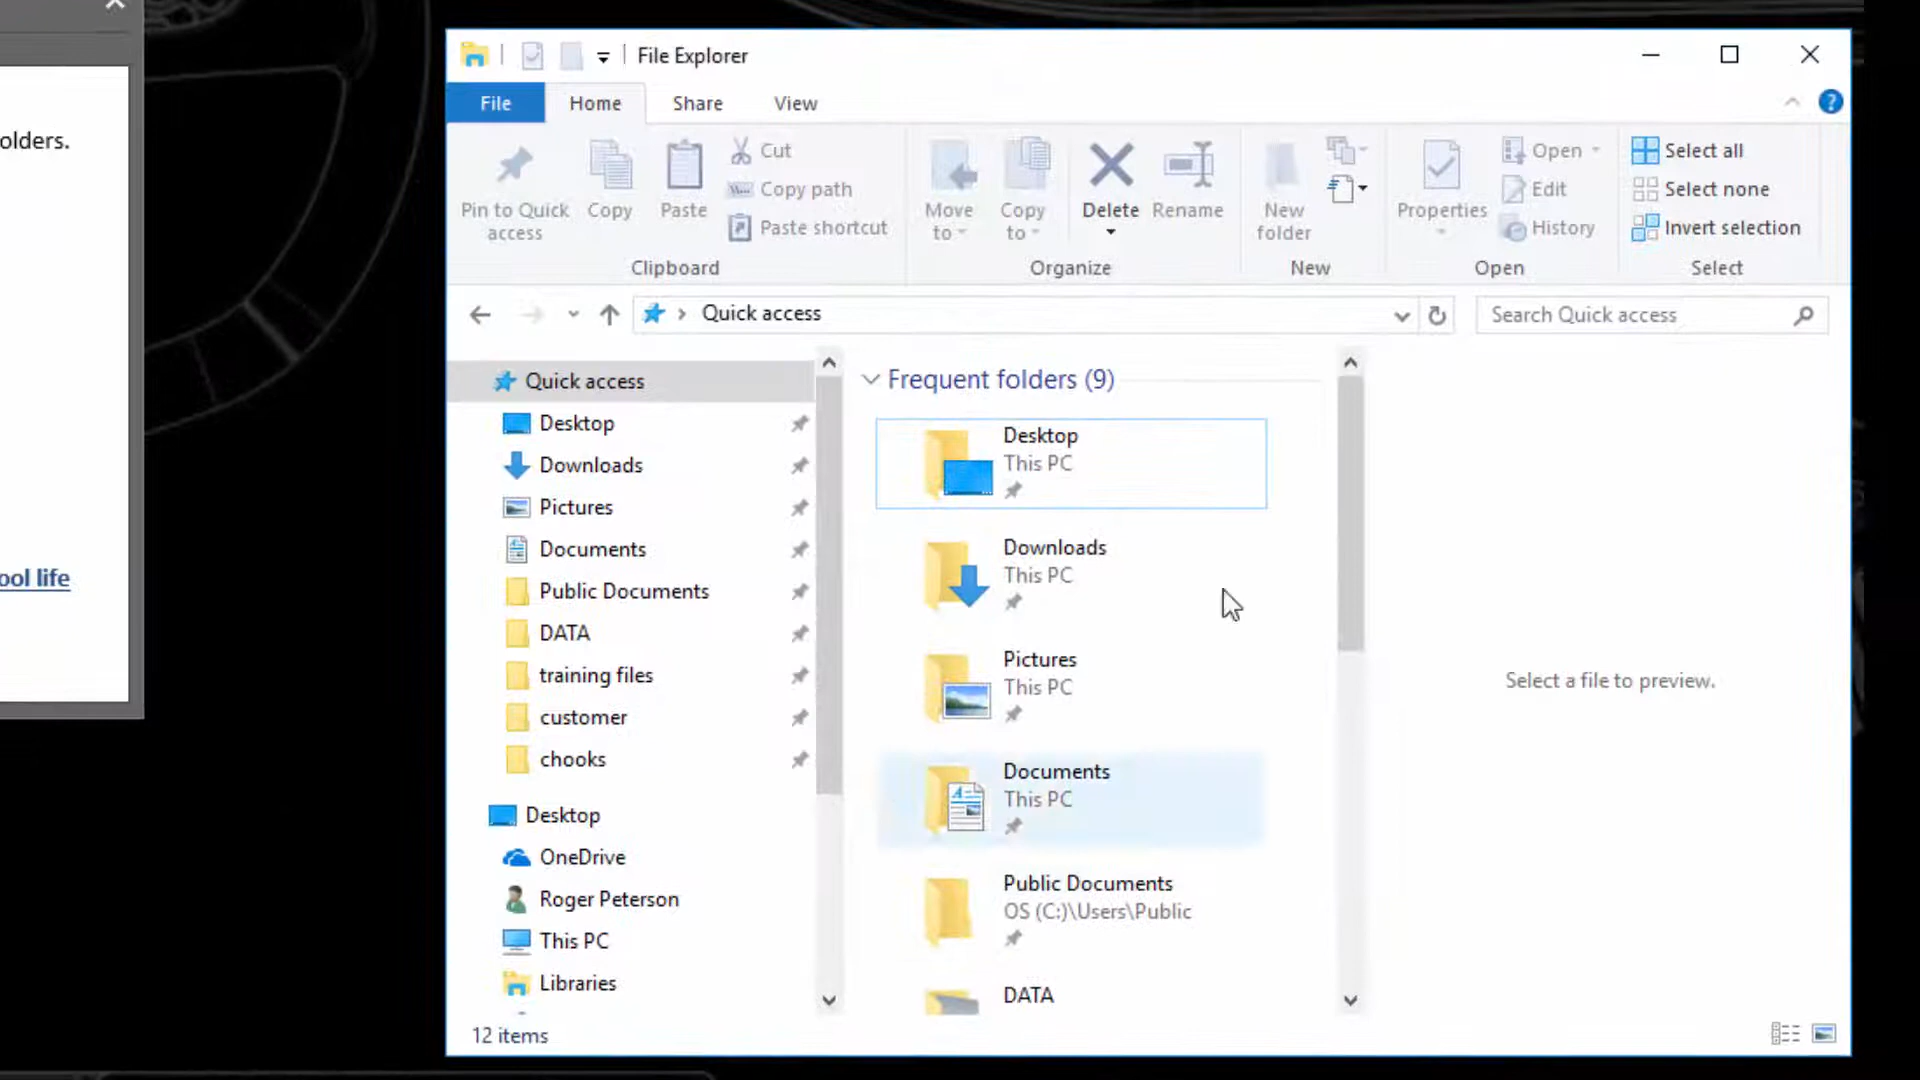 olders.
ool life
File Explorer
File
Home
Share
View
Pin to Quick
access
Copy
Paste
Cut
Copy path
Paste shortcut
Clipboard
Move
to
Copy
to
Delete
Rename
Organize
New
folder
New
Properties
Open
Edit
History
Open
Select all
Select none
Invert selection
Select
Quick access
Search Quick access
Quick access
Desktop
Downloads
Pictures
Documents
Public Documents
DATA
training files
customer
chooks
Desktop
OneDrive
Roger Peterson
This PC
Libraries
Frequent folders (9)
Desktop
This PC
Downloads
This PC
Pictures
This PC
Documents
This PC
Public Documents
OS (C:)\Users\Public
DATA
Select a file to preview.
12 items